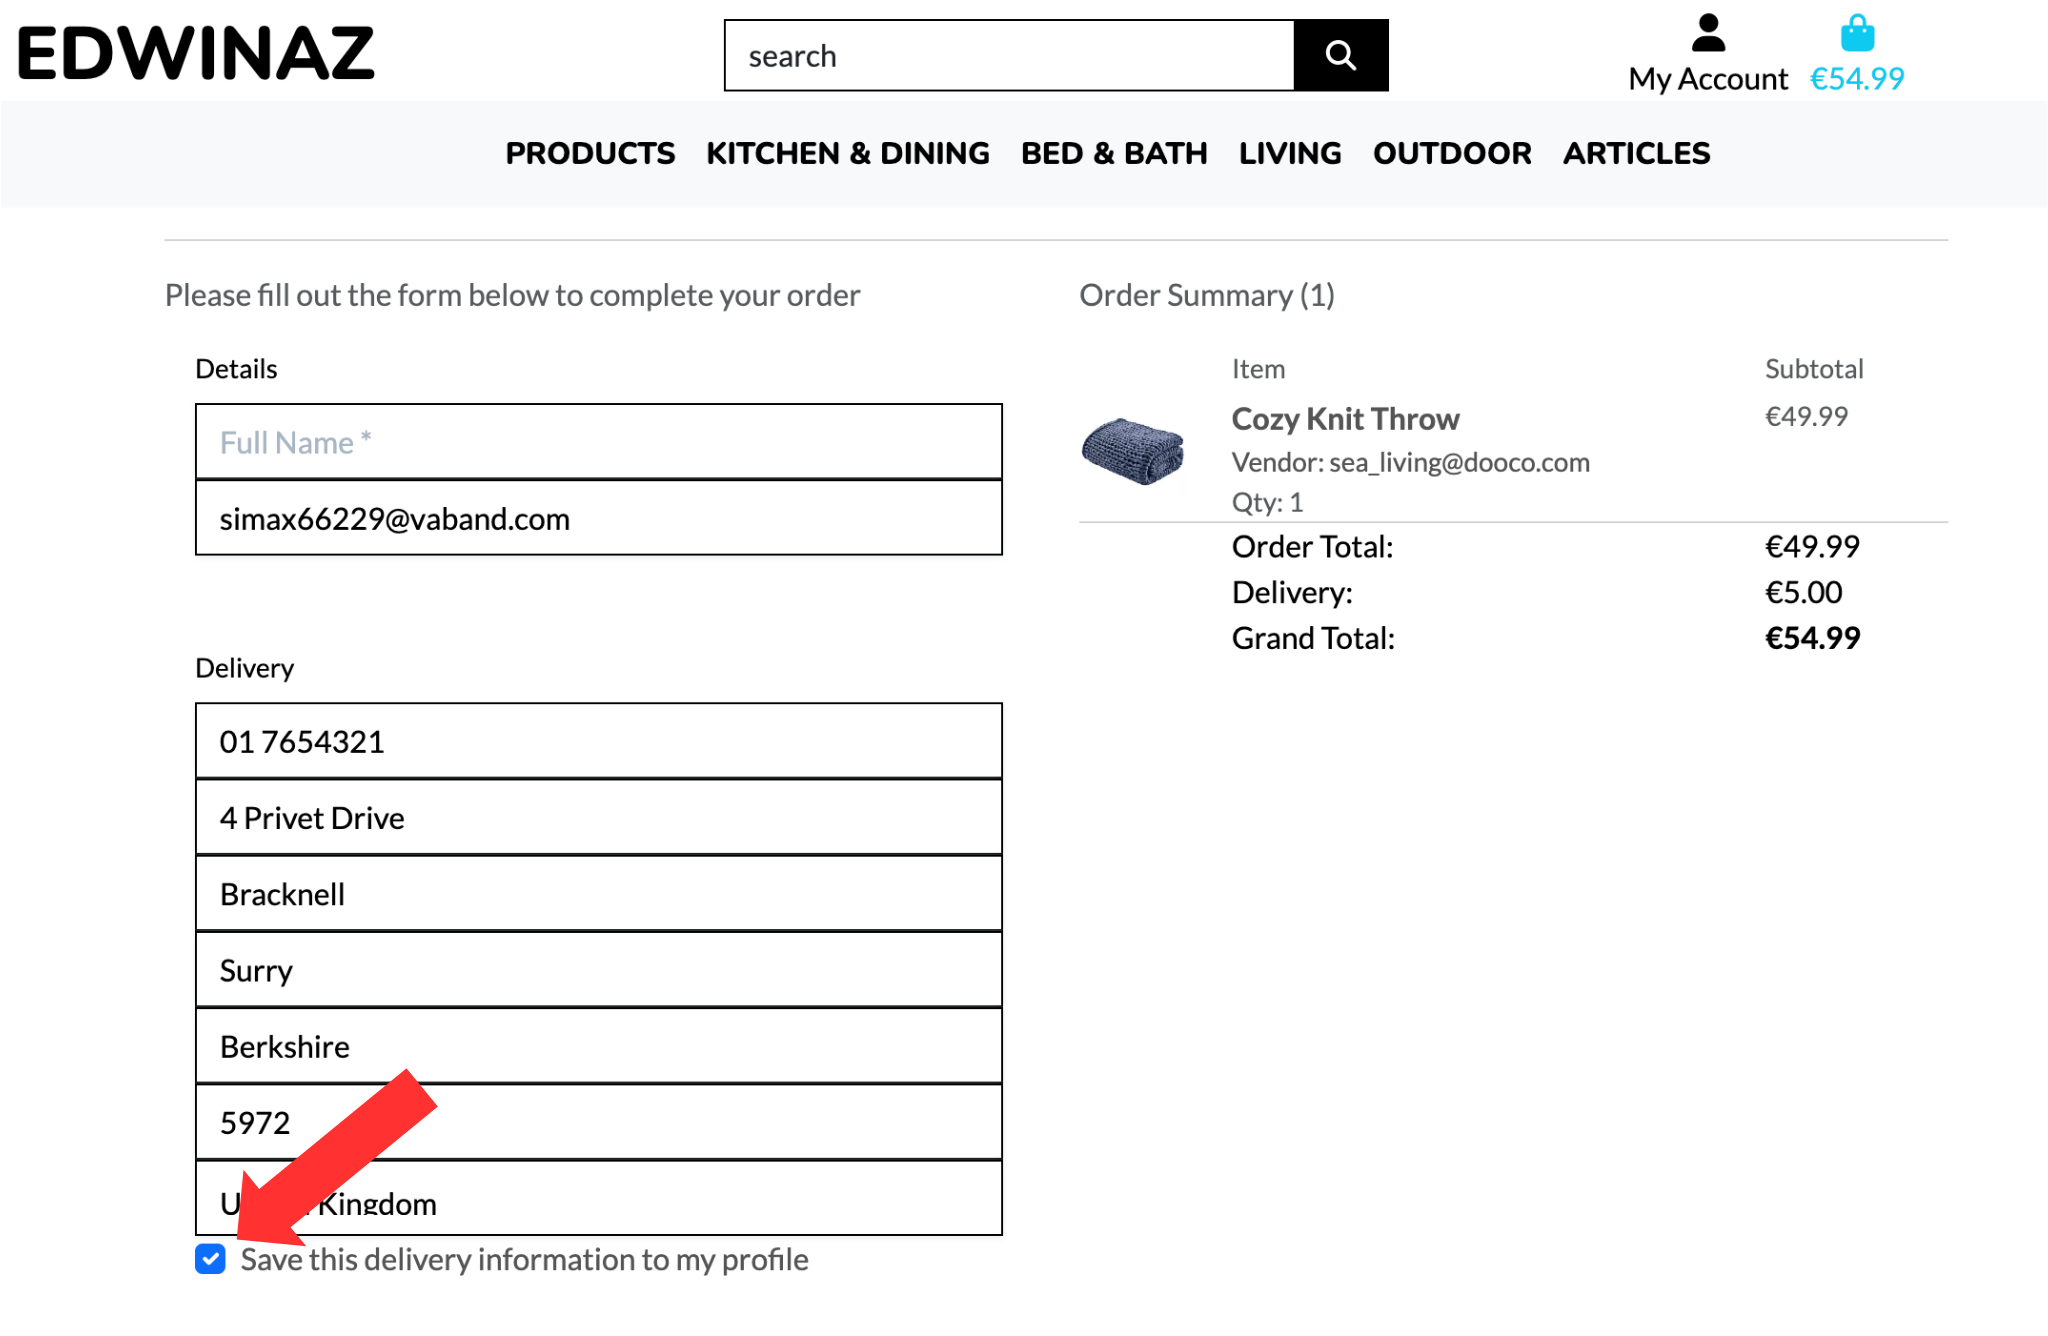 EDWINAZ
search
My Account
€54.99
PRODUCTS KITCHEN & DINING BED & BATH LIVING OUTDOOR ARTICLES
Please fill out the form below to complete your order
Details
Full Name *
simax66229@vaband.com
Delivery
01 7654321
4 Privet Drive
Bracknell
Surry
Berkshire
5972
Kingdom
Save this delivery information to my profile
Order Summary (1)
Item Subtotal
Cozy Knit Throw €49.99
Vendor: sea_living@dooco.com
Qty: 1
Order Total: €49.99
Delivery: €5.00
Grand Total: €54.99